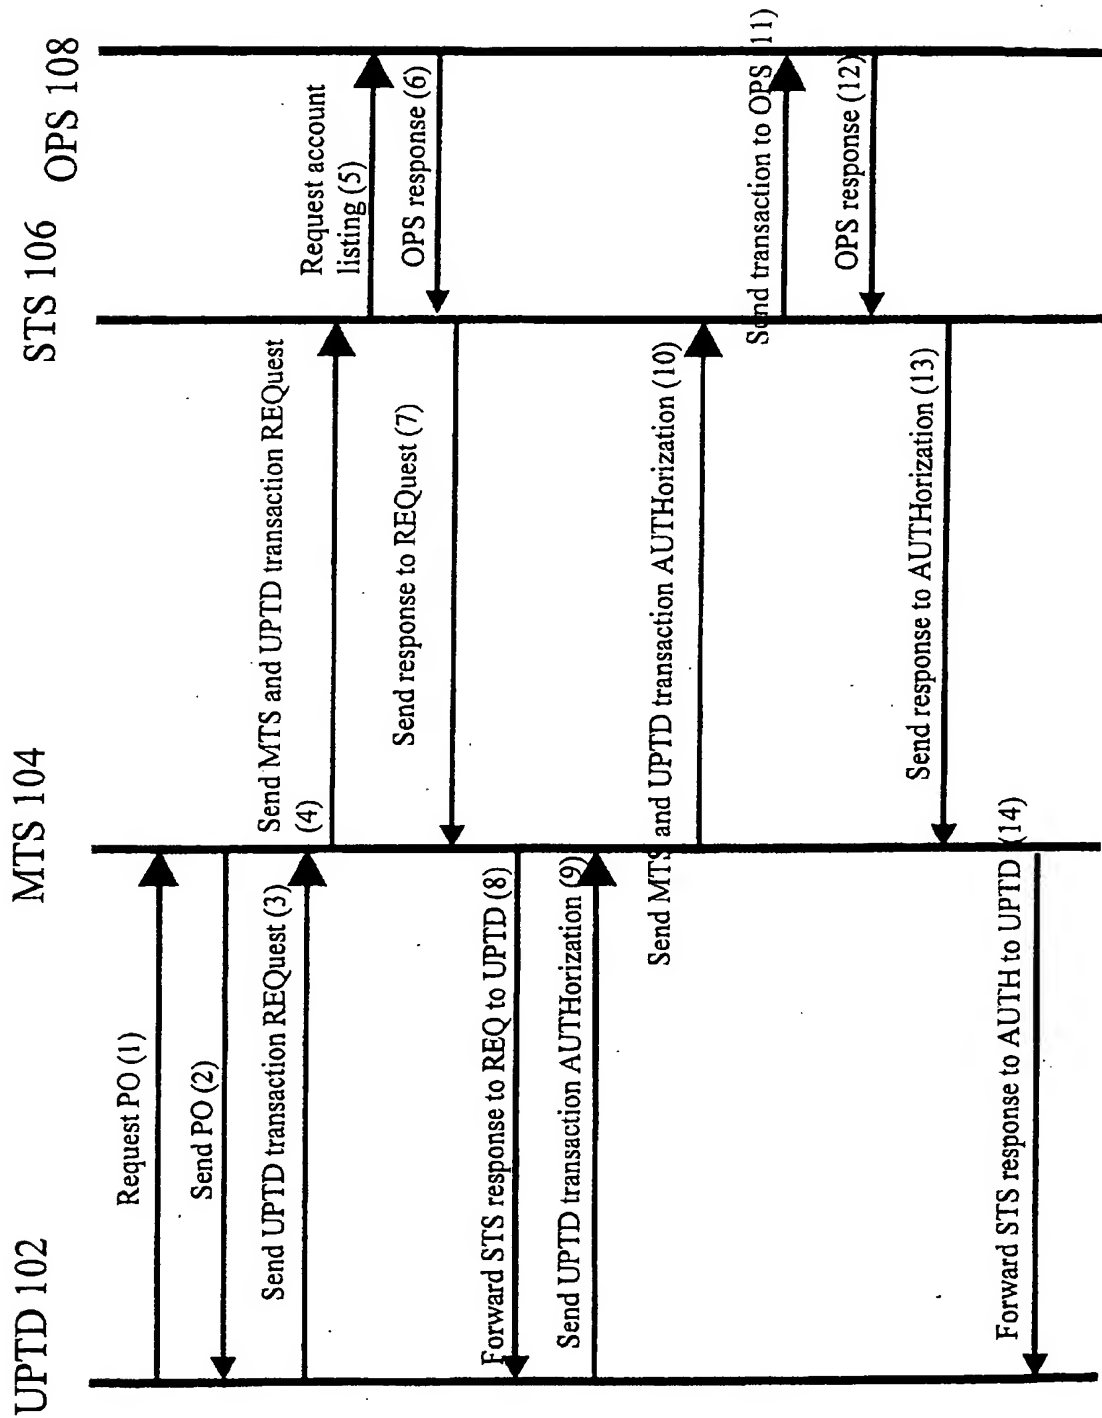 UPTD 102
MTS 104
STS 106
OPS 108
Request PO (1)
Send PO (2)
Send UPTD transaction REQuest (3)
Send MTS and UPTD transaction REQuest
(4)
Request account
listing (5)
OPS response (6)
Send response to REQuest (7)
Forward STS response to REQ to UPTD (8)
Send UPTD transaction AUTHorization (9)
Send MTS and UPTD transaction AUTHorization (10)
Send transaction to OPS (11)
OPS response (12)
Send response to AUTHorization (13)
Forward STS response to AUTH to UPTD (14)